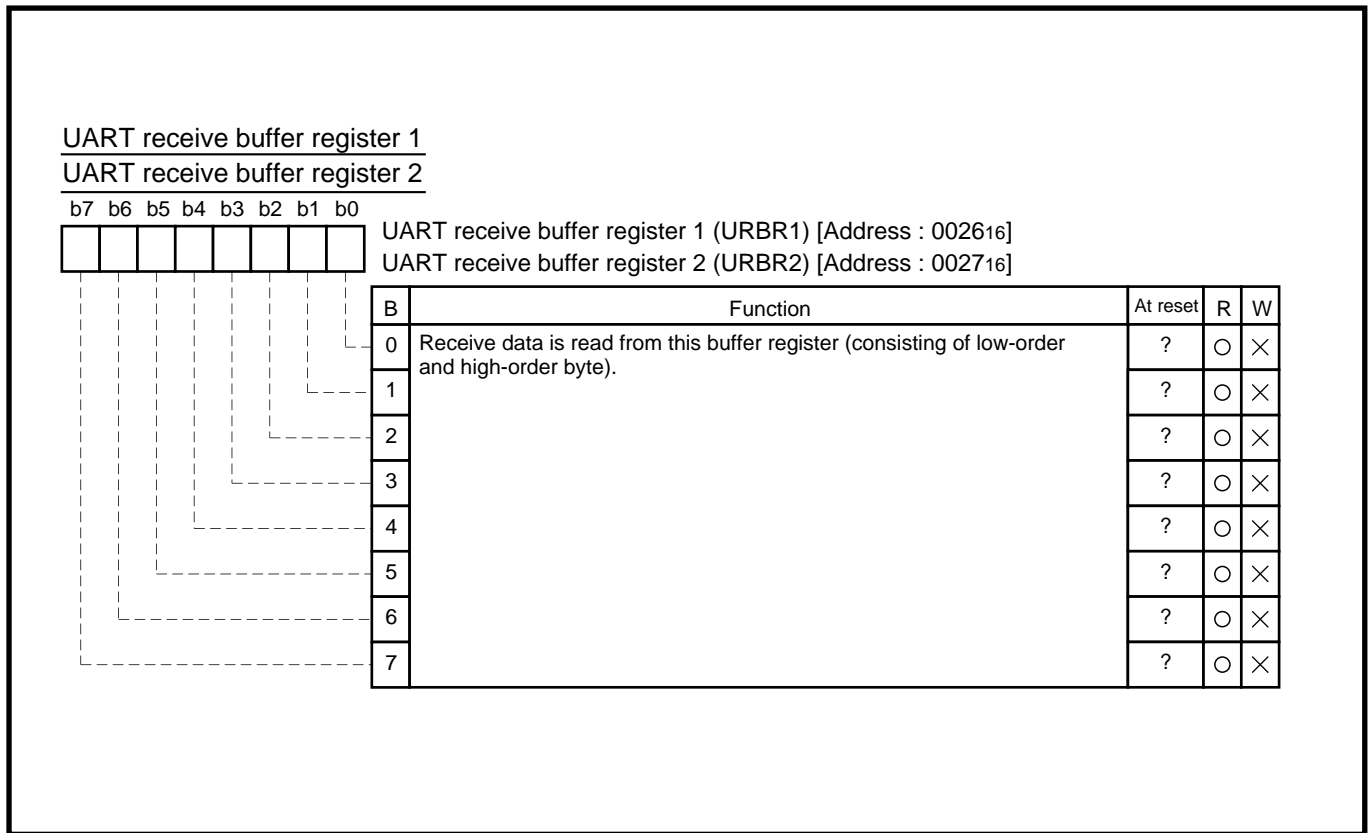 UART receive buffer register 1
UART receive buffer register 2
b7 b6 b5 b4 b3 b2 b1 b0
UART receive buffer register 1 (URBR1) [Address : 002616]
UART receive buffer register 2 (URBR2) [Address : 002716]
B Function At reset R W
0 Receive data is read from this buffer register (consisting of low-order ? ○ ×
and high-order byte).
1 ? ○ ×
2 ? ○ ×
3 ? ○ ×
4 ? ○ ×
5 ? ○ ×
6 ? ○ ×
7 ? ○ ×